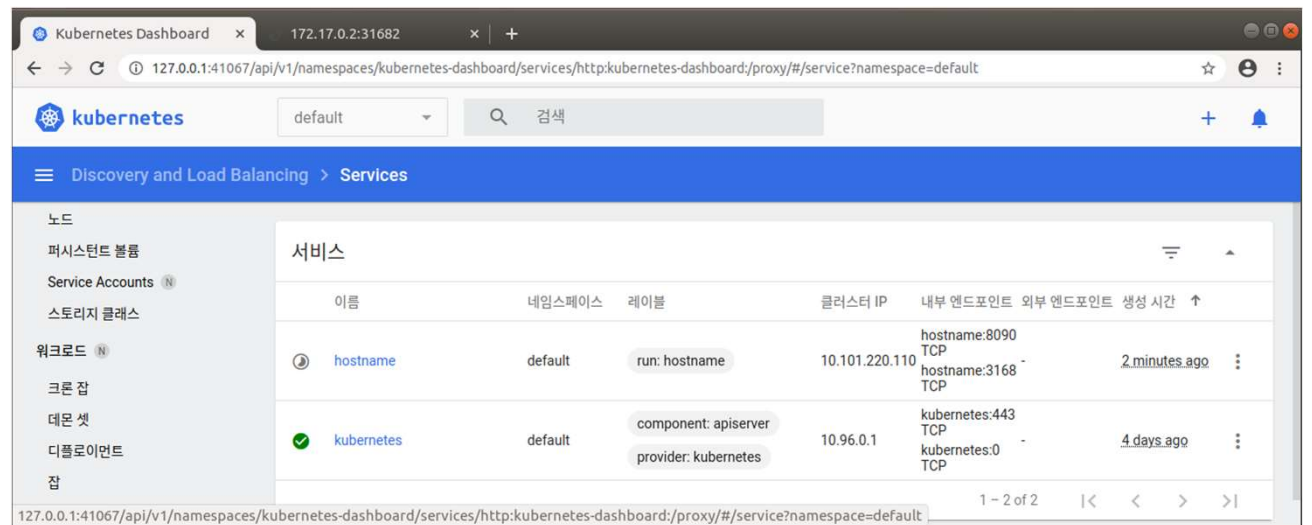 Kubernetes Dashboard
172.17.0.2:31682
127.0.0.1:41067/api/v1/namespaces/kubernetes-dashboard/services/http:kubernetes-dashboard:/proxy/#/service?namespace=default
kubernetes
default
검색
Discovery and Load Balancing > Services
노드
퍼시스턴트 볼륨
Service Accounts N
스토리지 클래스
워크로드 N
크론 잡
데몬 셋
디플로이먼트
잡
서비스
이름 네임스페이스 레이블 클러스터 IP 내부 엔드포인트 외부 엔드포인트 생성 시간
hostname default run: hostname 10.101.220.110 hostname:8090
TCP
hostname:3168
TCP
- 2 minutes ago
kubernetes default component: apiserver
provider: kubernetes
10.96.0.1 kubernetes:443
TCP
kubernetes:0
TCP
- 4 days ago
1 – 2 of 2
127.0.0.1:41067/api/v1/namespaces/kubernetes-dashboard/services/http:kubernetes-dashboard:/proxy/#/service?namespace=default